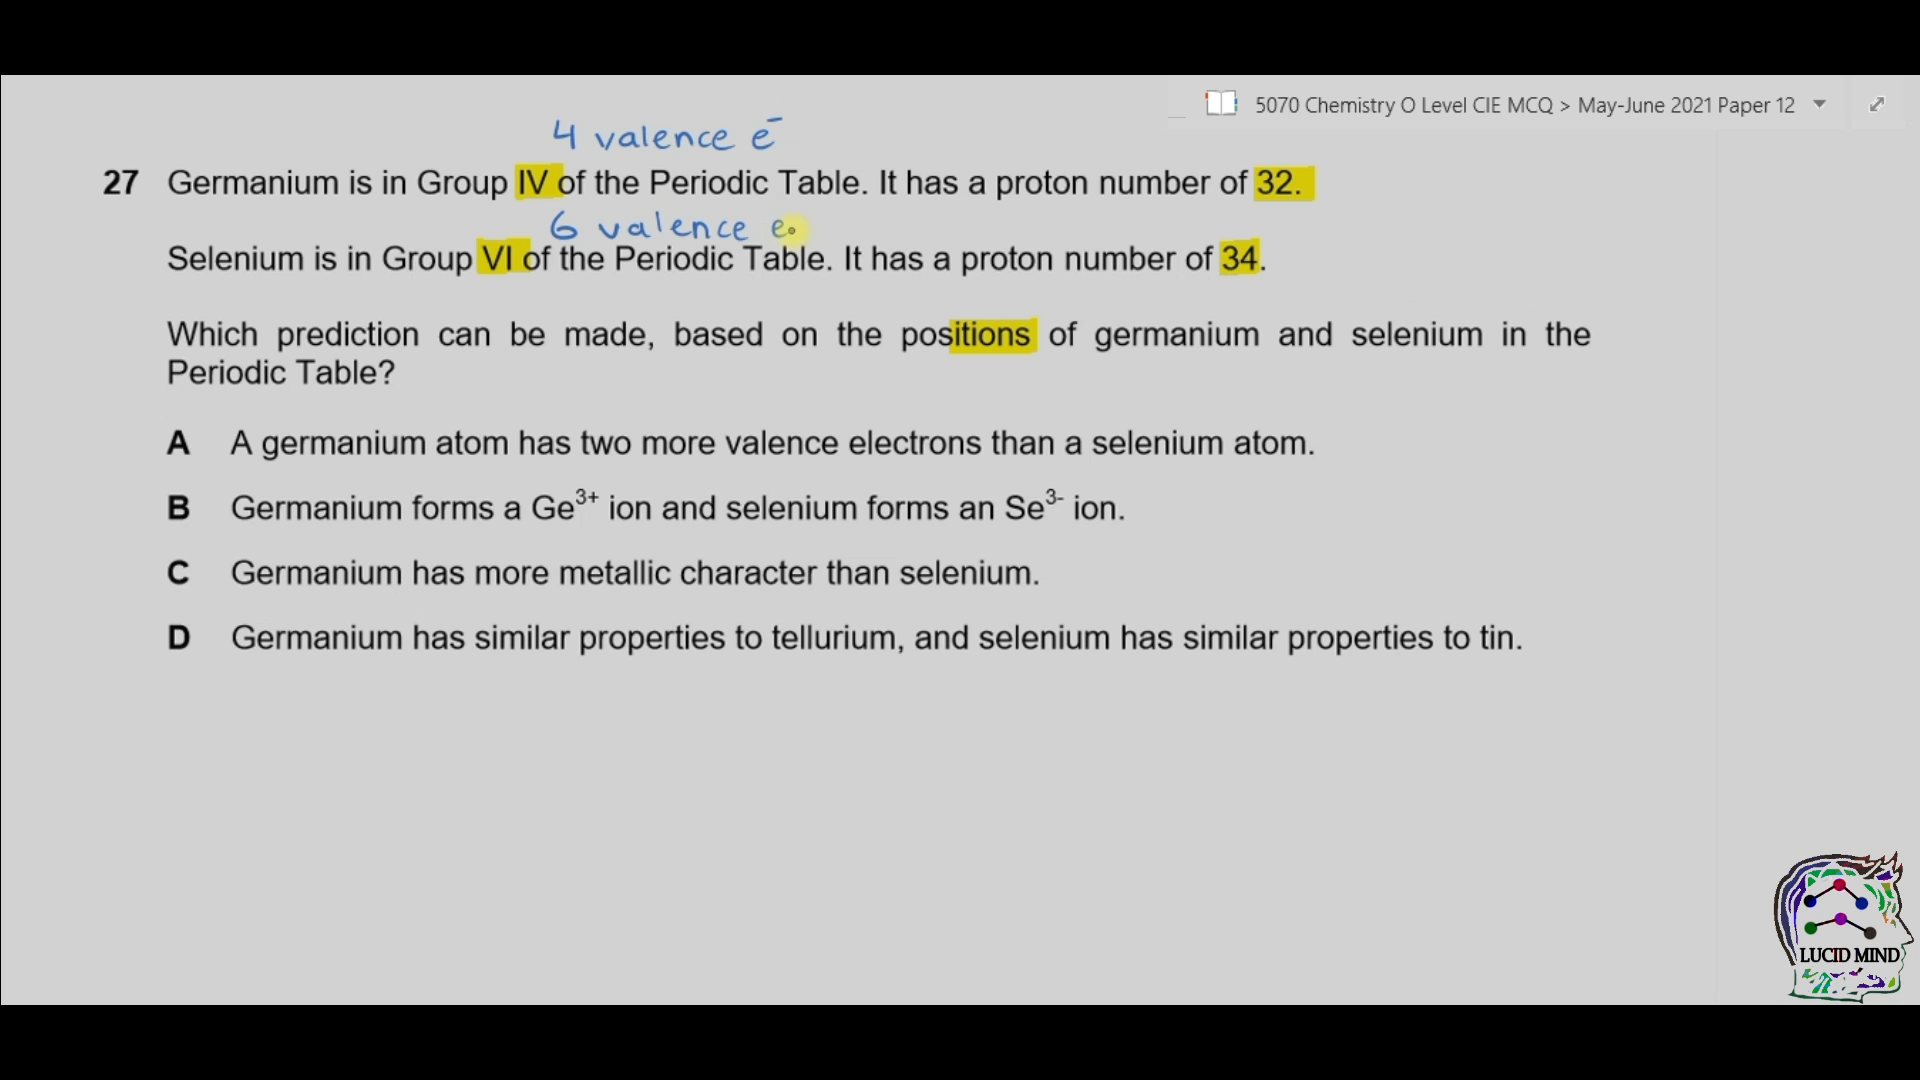 5070 Chemistry O Level CIE MCQ > May-June 2021 Paper 12
4 valence e⁻
27 Germanium is in Group IV of the Periodic Table. It has a proton number of 32.
6 valence e
Selenium is in Group VI of the Periodic Table. It has a proton number of 34.
Which prediction can be made, based on the positions of germanium and selenium in the
Periodic Table?
A A germanium atom has two more valence electrons than a selenium atom.
B Germanium forms a Ge³⁺ ion and selenium forms an Se³⁻ ion.
C Germanium has more metallic character than selenium.
D Germanium has similar properties to tellurium, and selenium has similar properties to tin.
LUCID MIND